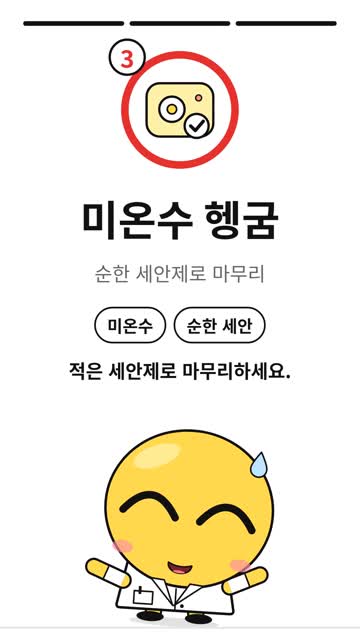 3
미온수 헹굼
순한 세안제로 마무리
미온수 순한 세안
적은 세안제로 마무리하세요.